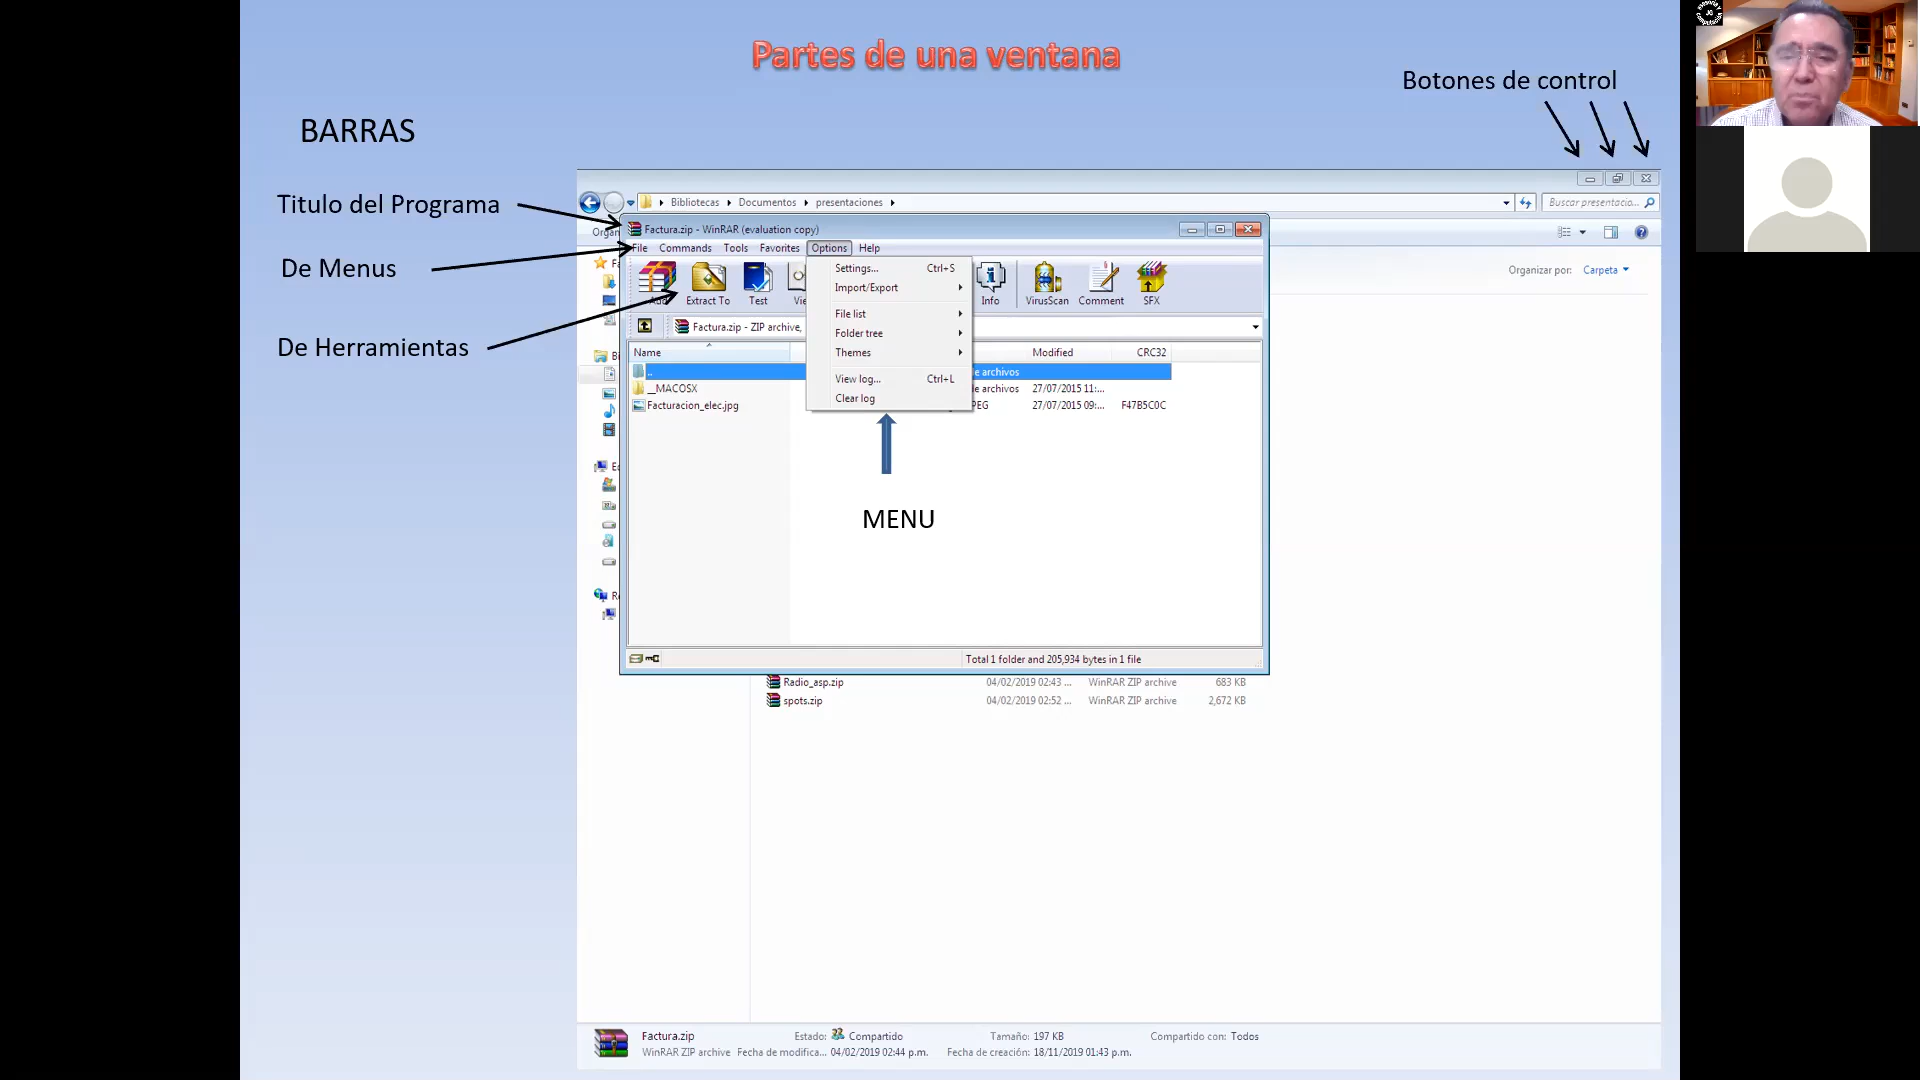 Partes de una ventana
Botones de control
BARRAS
Titulo del Programa
De Menus
De Herramientas
Bibliotecas Documentos presentaciones
Buscar presentacio...
Factura.zip - WinRAR (evaluation copy)
File Commands Tools Favorites Options Help
Organizar por: Carpeta
Settings... Ctrl+S
Import/Export
File list
Folder tree
Themes
View log... Ctrl+L
Clear log
Extract To Test Info VirusScan Comment SFX
Factura.zip - ZIP archive,
Name Modified CRC32
.. e archivos
__MACOSX e archivos 27/07/2015 11:...
Facturacion_elec.jpg PEG 27/07/2015 09:... F47B5C0C
MENU
Total 1 folder and 205,934 bytes in 1 file
Radio_asp.zip 04/02/2019 02:43 ... WinRAR ZIP archive 683 KB
spots.zip 04/02/2019 02:52 ... WinRAR ZIP archive 2,672 KB
Factura.zip Estado: Compartido Tamaño: 197 KB Compartido con: Todos
WinRAR ZIP archive Fecha de modifica... 04/02/2019 02:44 p.m. Fecha de creación: 18/11/2019 01:43 p.m.